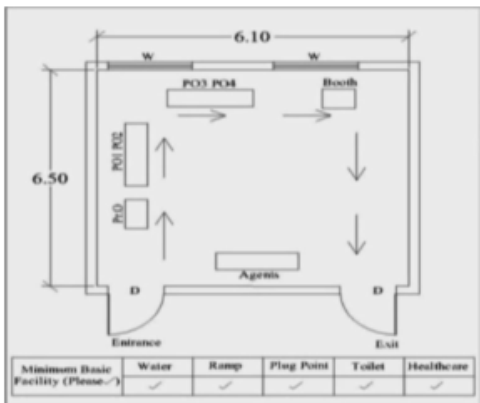 6.10
W W
PO3 PO4 Booth
PO1 PO2
6.50
PrO
Agents
D D
Entrance Exit
Minimum Basic Facility (Please✓) Water Ramp Plug Point Toilet Healthcare
✓ ✓ ✓ ✓ ✓